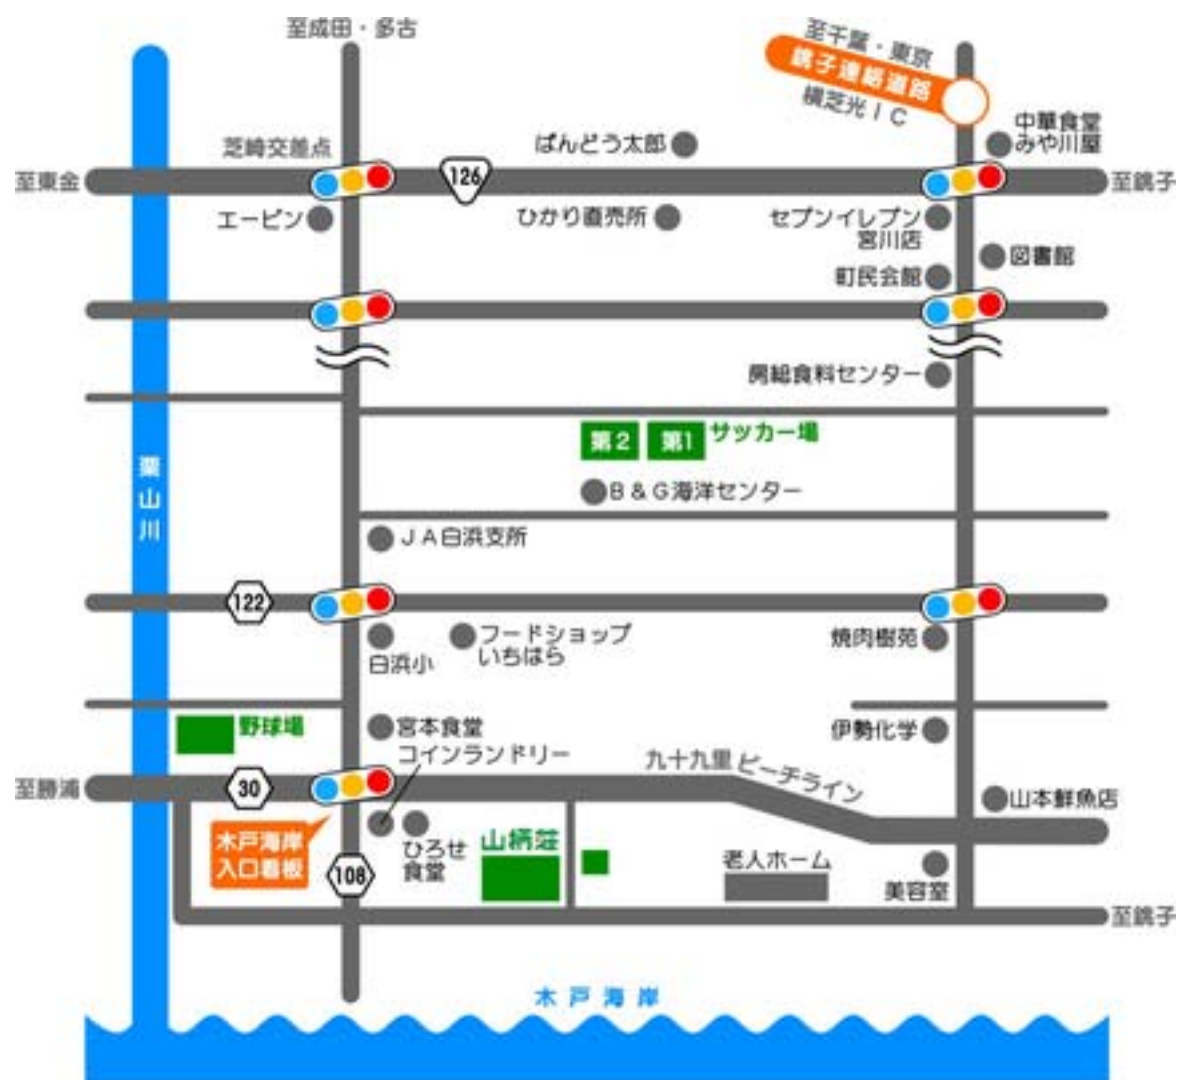 至成田・多古
至千葉・東京
銚子連絡道路
横芝光ＩＣ
中華食堂
みや川屋
芝崎交差点
ばんどう太郎
至東金
126
至銚子
エービン
ひかり直売所
セブンイレブン
宮川店
図書館
町民会館
房総食料センター
第2
第1
サッカー場
栗山川
Ｂ＆Ｇ海洋センター
ＪＡ白浜支所
122
白浜小
フードショップ
いちはら
焼肉樹苑
野球場
宮本食堂
コインランドリー
伊勢化学
九十九里ビーチライン
至勝浦
30
山本鮮魚店
木戸海岸
入口看板
108
ひろせ
食堂
山柄荘
老人ホーム
美容室
至銚子
木戸海岸